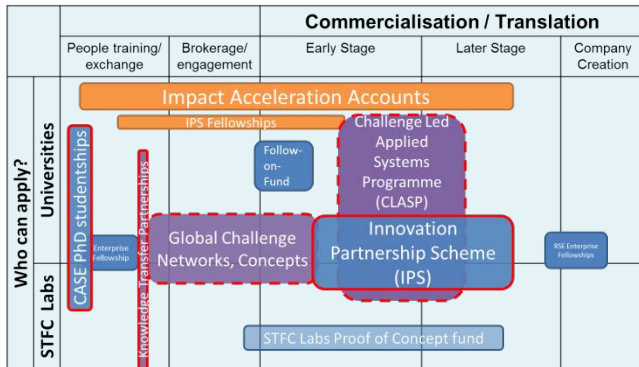 Commercialisation / Translation
People training/
exchange
Brokerage/
engagement
Early Stage
Later Stage
Company
Creation
Who can apply?
Universities
STFC Labs
Impact Acceleration Accounts
IPS Fellowships
CASE PhD studentships
Enterprise
Fellowship
Knowledge Transfer Partnerships
Follow-
on-
Fund
Challenge Led
Applied
Systems
Programme
(CLASP)
Global Challenge
Networks, Concepts
Innovation
Partnership Scheme
(IPS)
RSE Enterprise
Fellowships
STFC Labs Proof of Concept fund